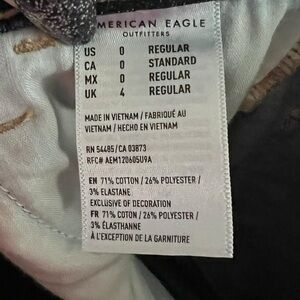 AMERICAN EAGLE
OUTFITTERS
US 0 REGULAR
CA 0 STANDARD
MX 0 REGULAR
UK 4 REGULAR
MADE IN VIETNAM / FABRIQUÉ AU
VIETNAM / HECHO EN VIETNAM
RN 54485/CA 03873
RFC# AEM120605U9A
EN 71% COTTON / 26% POLYESTER /
3% ELASTANE
EXCLUSIVE OF DECORATION
FR 71% COTON / 26% POLYESTER /
3% ÉLASTHANNE
À L'EXCEPTION DE LA GARNITURE